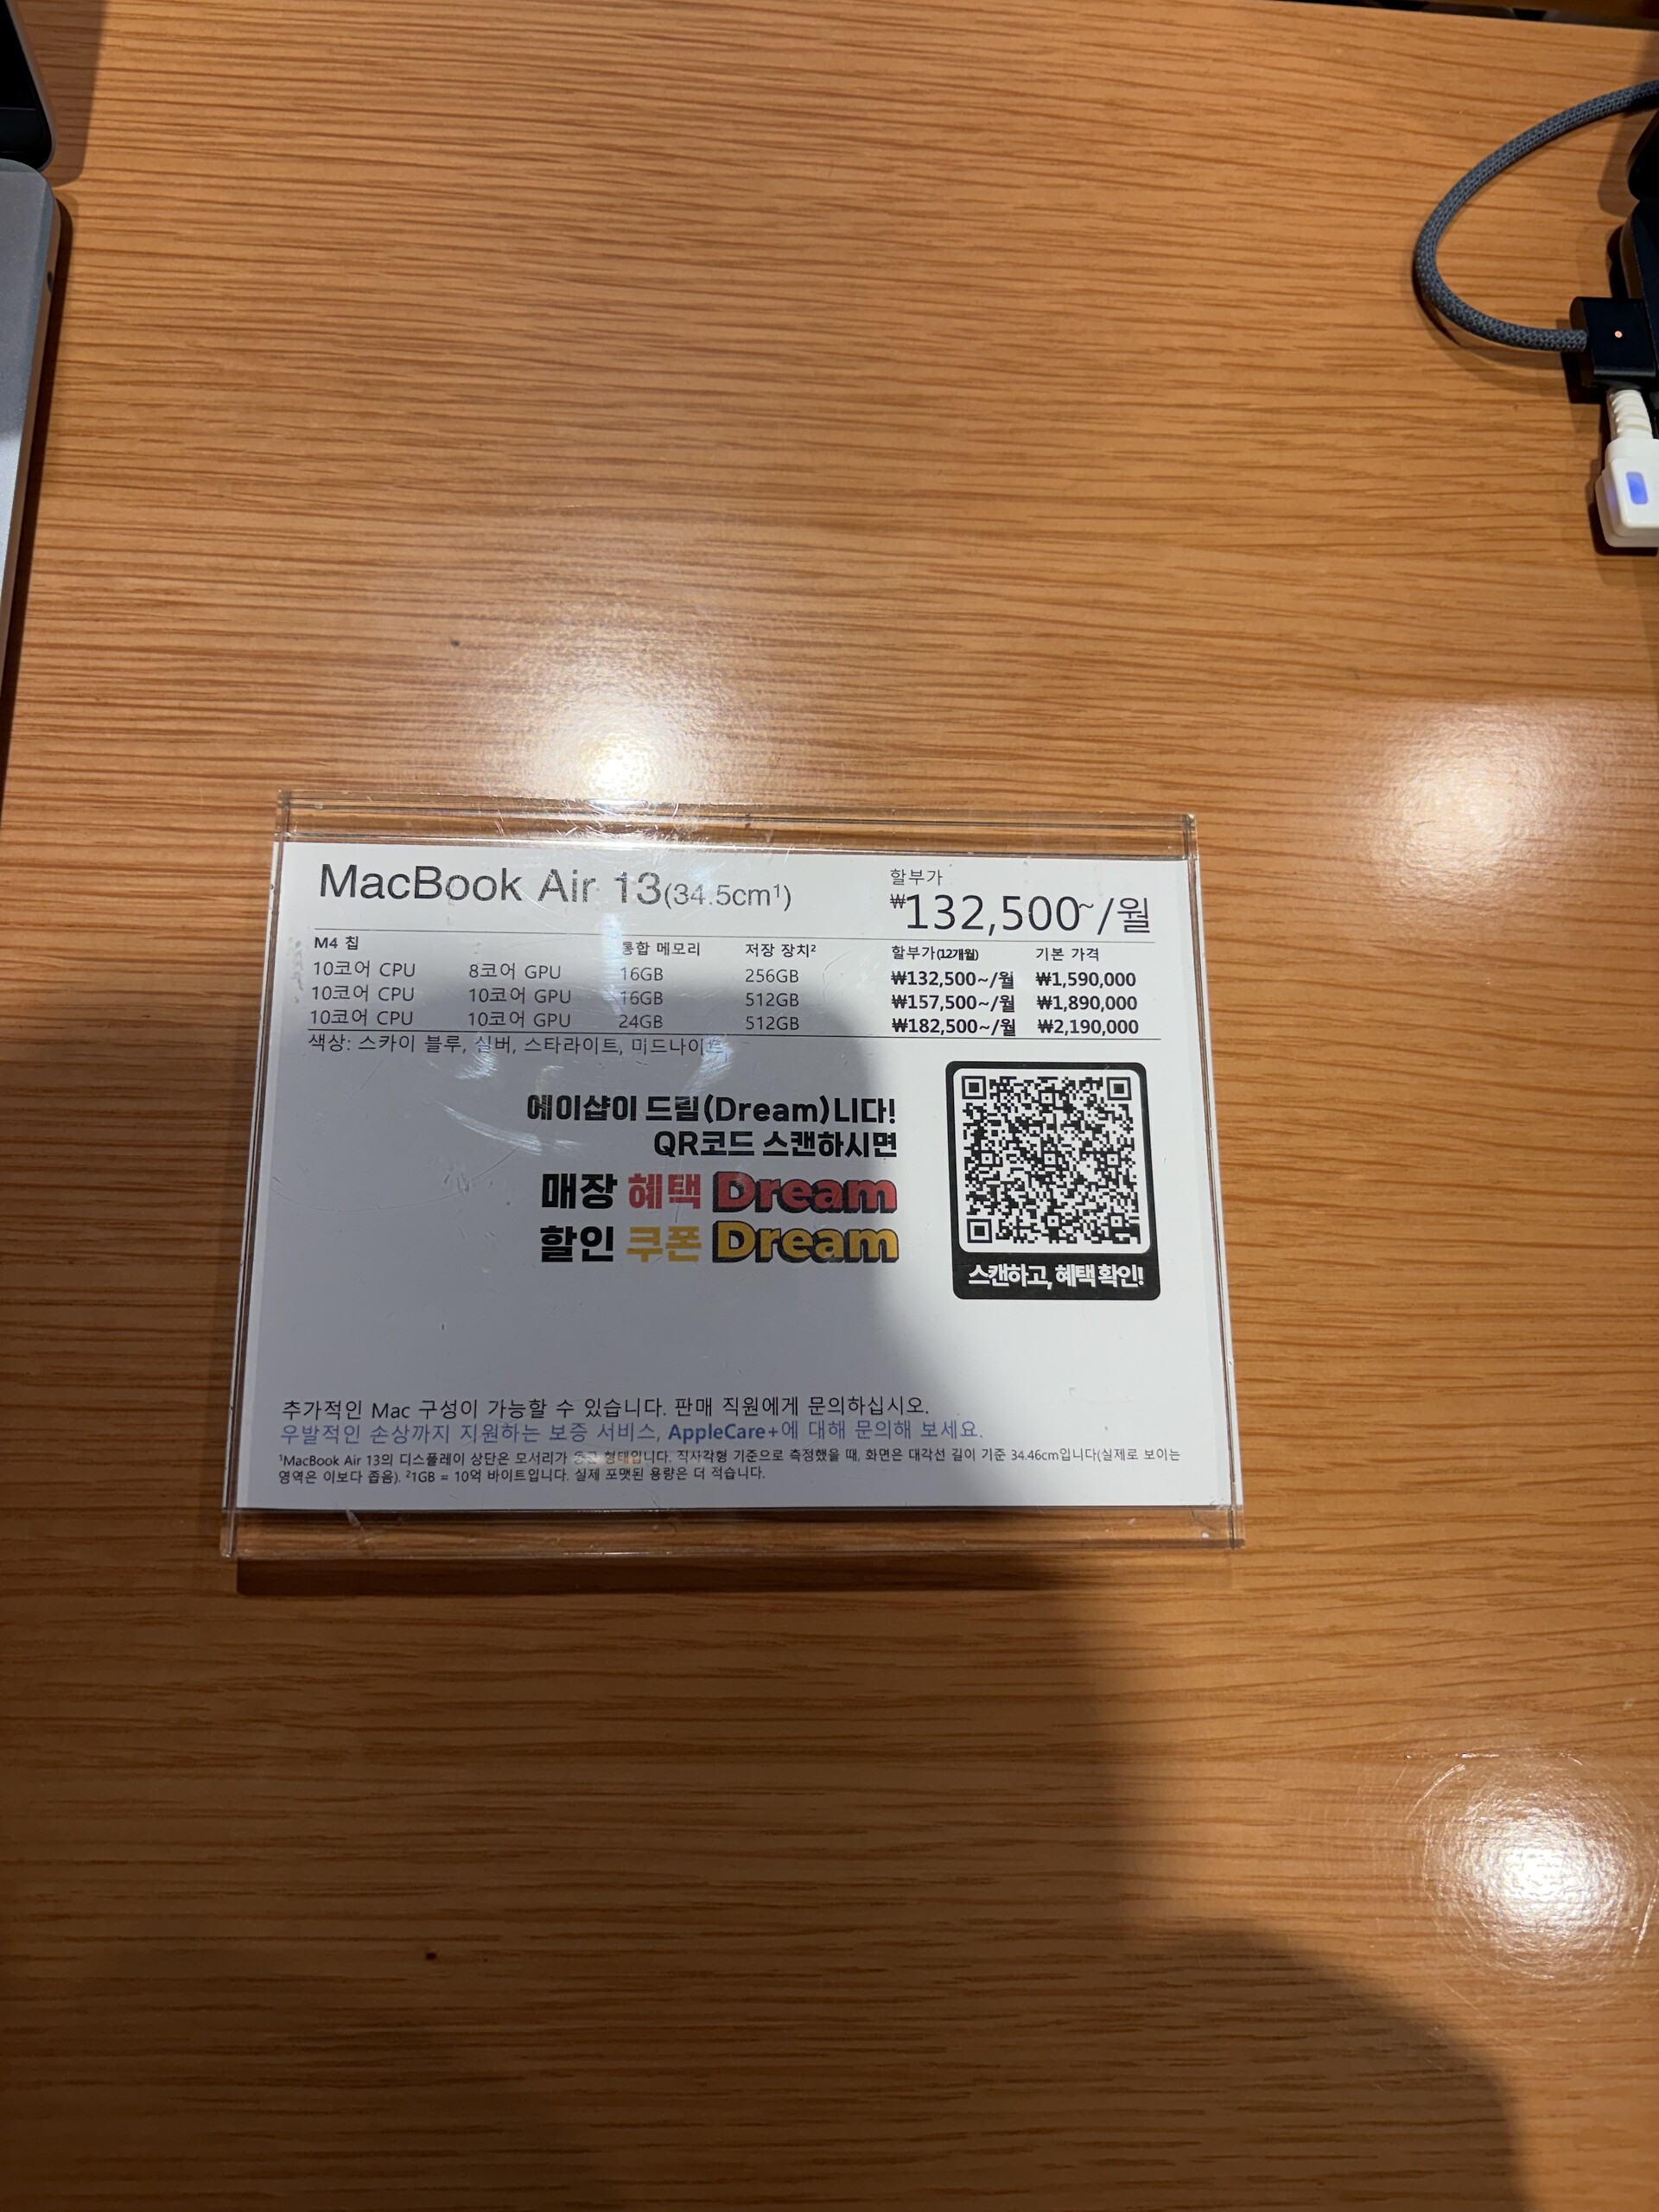 MacBook Air 13(34.5cm¹)
할부가
₩132,500~/월
M4 칩 통합 메모리 저장 장치² 할부가(12개월) 기본 가격
10코어 CPU 8코어 GPU 16GB 256GB ₩132,500~/월 ₩1,590,000
10코어 CPU 10코어 GPU 16GB 512GB ₩157,500~/월 ₩1,890,000
10코어 CPU 10코어 GPU 24GB 512GB ₩182,500~/월 ₩2,190,000
색상: 스카이 블루, 실버, 스타라이트, 미드나이트
에이샵이 드림(Dream)니다!
QR코드 스캔하시면
매장 혜택 Dream
할인 쿠폰 Dream
스캔하고, 혜택 확인!
추가적인 Mac 구성이 가능할 수 있습니다. 판매 직원에게 문의하십시오.
우발적인 손상까지 지원하는 보증 서비스, AppleCare+에 대해 문의해 보세요.
¹MacBook Air 13의 디스플레이 상단은 모서리가 둥근 형태입니다. 직사각형 기준으로 측정했을 때, 화면은 대각선 길이 기준 34.46cm입니다(실제로 보이는
영역은 이보다 좁음). ²1GB = 10억 바이트입니다. 실제 포맷된 용량은 더 적습니다.